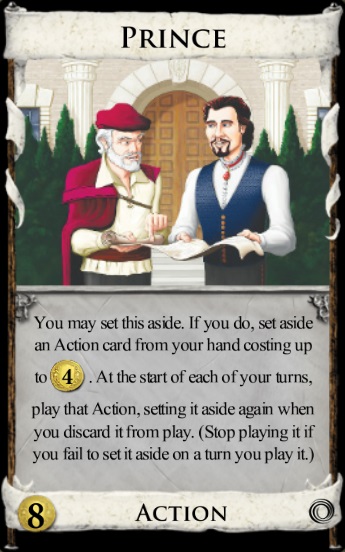 PRINCE
You may set this aside. If you do, set aside
an Action card from your hand costing up
to 4 . At the start of each of your turns,
play that Action, setting it aside again when
you discard it from play. (Stop playing it if
you fail to set it aside on a turn you play it.)
8 ACTION